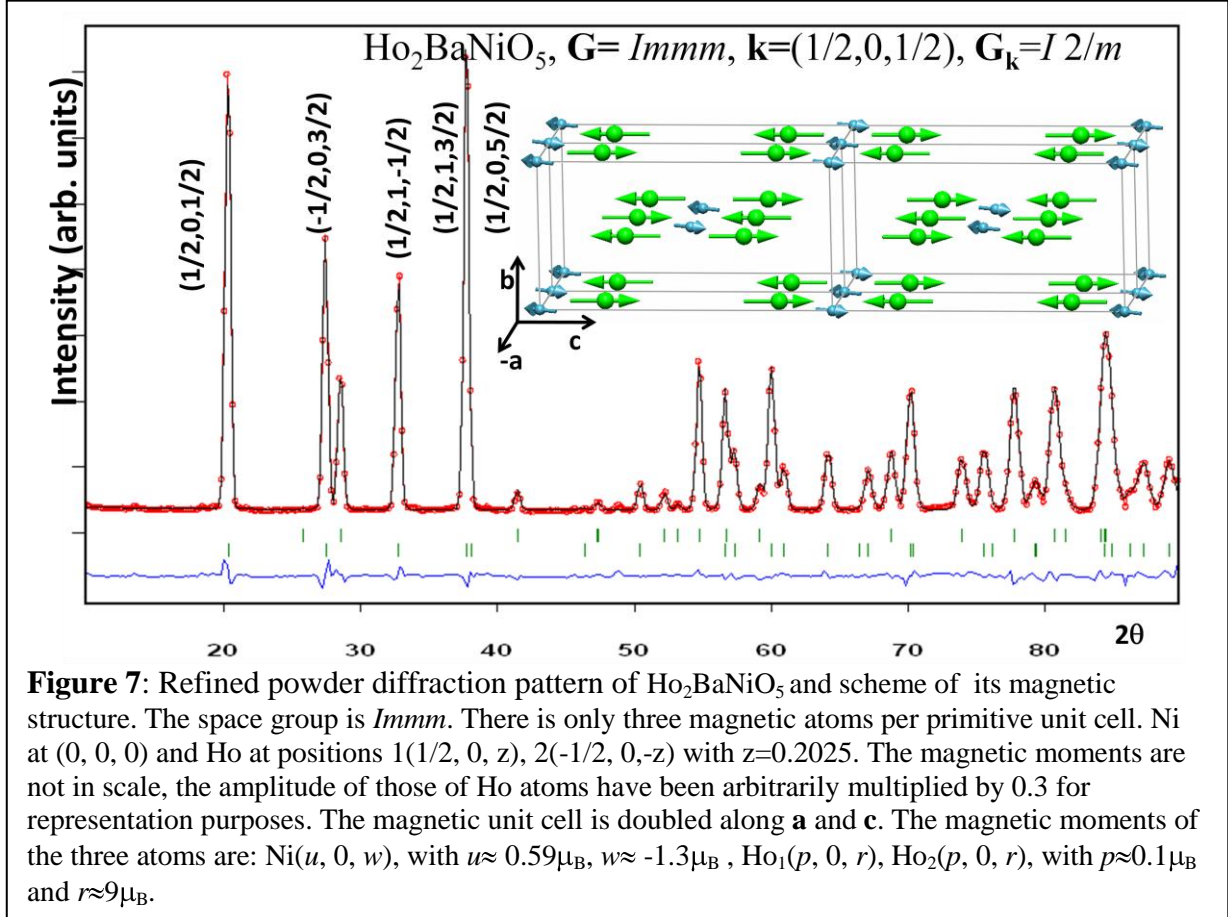 Ho₂BaNiO₅, G= Immm, k=(1/2,0,1/2), Gₖ=I 2/m
Intensity (arb. units)
(1/2,0,1/2)
(-1/2,0,3/2)
(1/2,1,-1/2)
(1/2,1,3/2)
(1/2,0,5/2)
b
c
-a
20 30 40 50 60 70 80 2θ
Figure 7: Refined powder diffraction pattern of Ho₂BaNiO₅ and scheme of its magnetic
structure. The space group is Immm. There is only three magnetic atoms per primitive unit cell. Ni
at (0, 0, 0) and Ho at positions 1(1/2, 0, z), 2(-1/2, 0,-z) with z=0.2025. The magnetic moments are
not in scale, the amplitude of those of Ho atoms have been arbitrarily multiplied by 0.3 for
representation purposes. The magnetic unit cell is doubled along a and c. The magnetic moments of
the three atoms are: Ni(u, 0, w), with u≈ 0.59μB, w≈ -1.3μB , Ho₁(p, 0, r), Ho₂(p, 0, r), with p≈0.1μB
and r≈9μB.